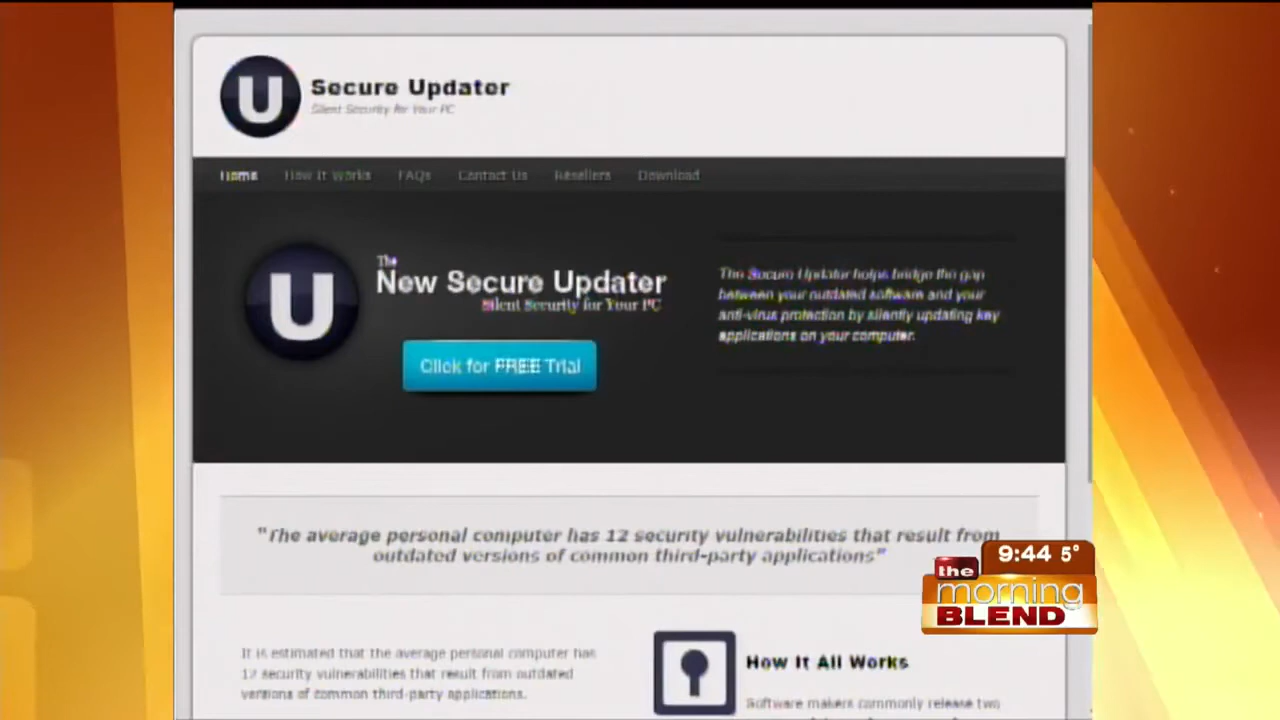 U
Secure Updater
Silent Security for Your PC
Home How It Works FAQs Contact Us Resellers Download
U
The
New Secure Updater
Silent Security for Your PC
Click for FREE Trial
The Secure Updater helps bridge the gap
between your outdated software and your
anti-virus protection by silently updating key
applications on your computer.
"The average personal computer has 12 security vulnerabilities that result from
outdated versions of common third-party applications"
9:44 5°
the
morning
BLEND
It is estimated that the average personal computer has
12 security vulnerabilities that result from outdated
versions of common third-party applications.
How It All Works
Software makers commonly release two